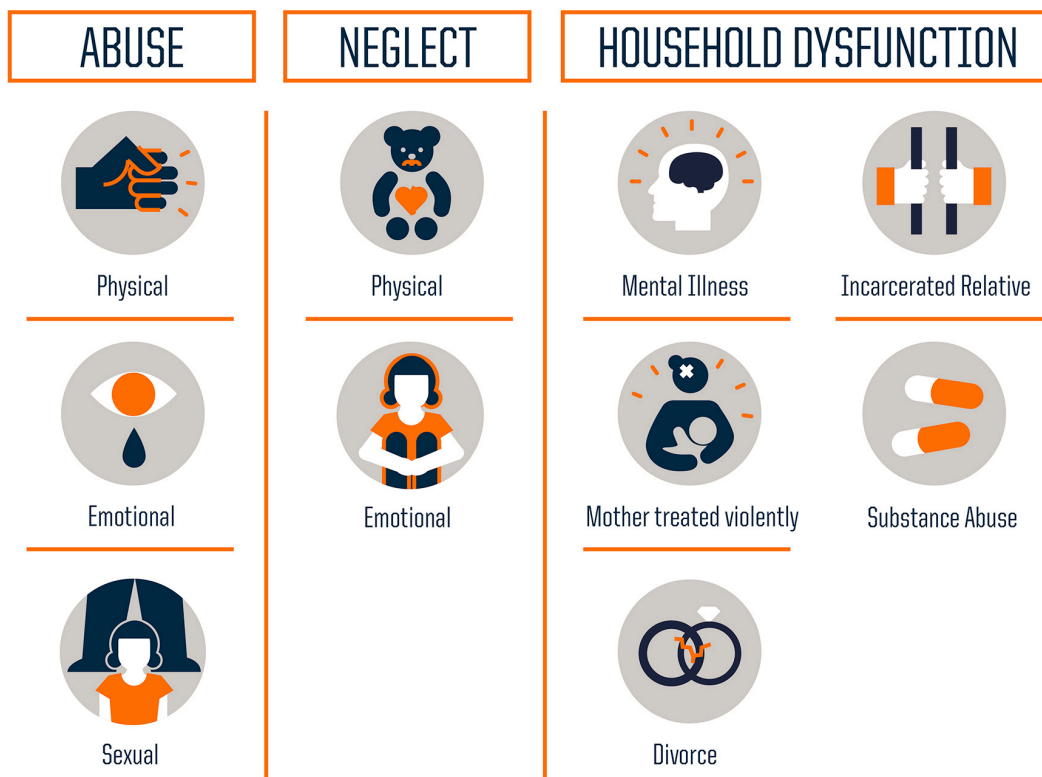 ABUSE
NEGLECT
HOUSEHOLD DYSFUNCTION
Physical
Emotional
Sexual
Physical
Emotional
Mental Illness
Incarcerated Relative
Mother treated violently
Substance Abuse
Divorce